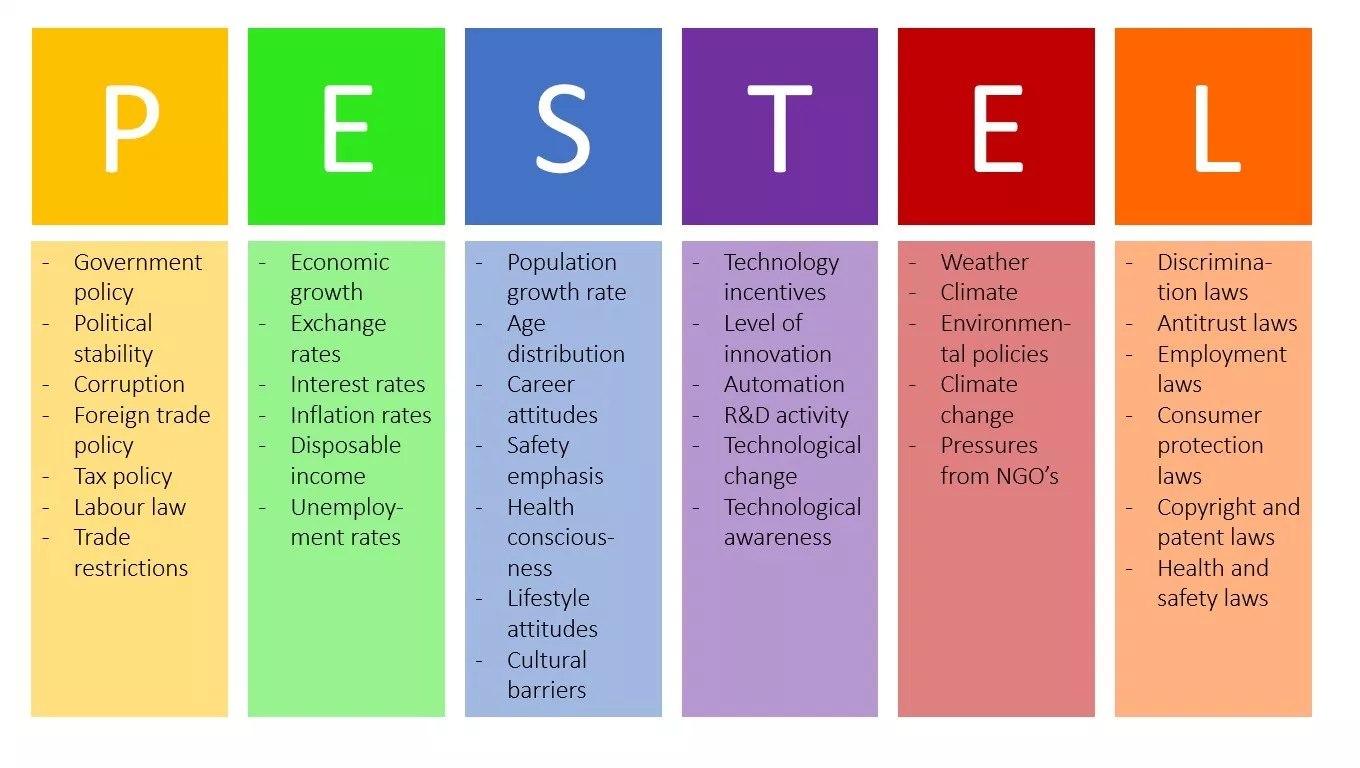 P
E
S
T
E
L
- Government
policy
- Political
stability
- Corruption
- Foreign trade
policy
- Tax policy
- Labour law
- Trade
restrictions
- Economic
growth
- Exchange
rates
- Interest rates
- Inflation rates
- Disposable
income
- Unemploy-
ment rates
- Population
growth rate
- Age
distribution
- Career
attitudes
- Safety
emphasis
- Health
conscious-
ness
- Lifestyle
attitudes
- Cultural
barriers
- Technology
incentives
- Level of
innovation
- Automation
- R&D activity
- Technological
change
- Technological
awareness
- Weather
- Climate
- Environmen-
tal policies
- Climate
change
- Pressures
from NGO’s
- Discrimina-
tion laws
- Antitrust laws
- Employment
laws
- Consumer
protection
laws
- Copyright and
patent laws
- Health and
safety laws